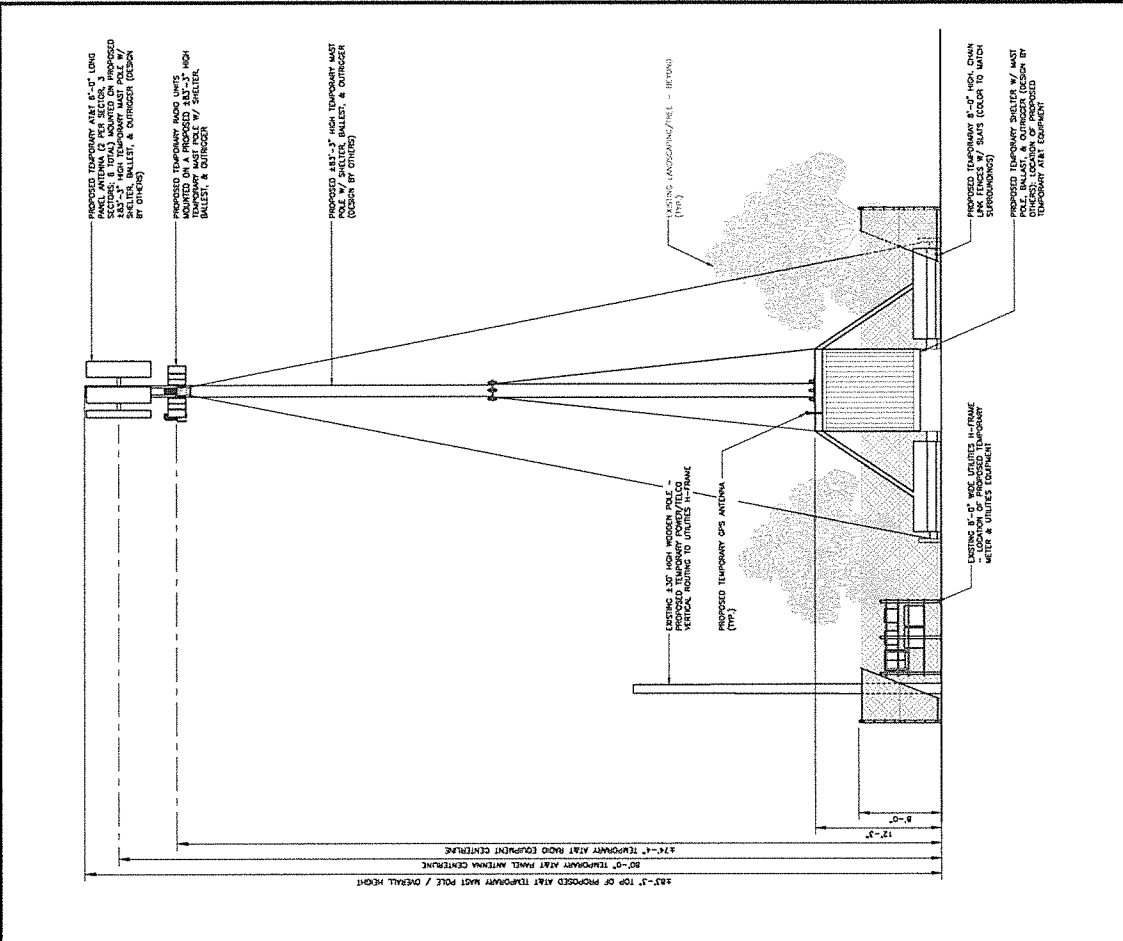 PROPOSED TEMPORARY AT&T 6'-0" LONG
PANEL ANTENNA (2 PER SECTOR, 3
SECTORS; 6 TOTAL) MOUNTED ON PROPOSED
±83'-3" HIGH TEMPORARY MAST POLE W/
SHELTER, BALLEST, & OUTRIGGER (DESIGN
BY OTHERS)
PROPOSED TEMPORARY RADIO UNITS
MOUNTED ON A PROPOSED ±83'-3" HIGH
TEMPORARY MAST POLE W/ SHELTER,
BALLEST, & OUTRIGGER
PROPOSED ±83'-3" HIGH TEMPORARY MAST
POLE W/ SHELTER, BALLEST, & OUTRIGGER
(DESIGN BY OTHERS)
EXISTING LANDSCAPING/TREE - BEYOND
(TYP.)
PROPOSED TEMPORARY 8'-0" HIGH, CHAIN
LINK FENCES W/ SLATS (COLOR TO MATCH
SURROUNDINGS)
PROPOSED TEMPORARY SHELTER W/ MAST
POLE, BALLAST, & OUTRIGGER (DESIGN BY
OTHERS); LOCATION OF PROPOSED
TEMPORARY AT&T EQUIPMENT
EXISTING ±30' HIGH WOODEN POLE -
PROPOSED TEMPORARY POWER/TELCO
VERTICAL ROUTING TO UTILITIES H-FRAME
PROPOSED TEMPORARY GPS ANTENNA
(TYP.)
EXISTING 8'-0" WIDE UTILITIES H-FRAME
- LOCATION OF PROPOSED TEMPORARY
METER & UTILITIES EQUIPMENT
8'-0"
12'-3"
±74'-4" TEMPORARY AT&T RADIO EQUIPMENT CENTERLINE
80'-0" TEMPORARY AT&T PANEL ANTENNA CENTERLINE
±83'-3" TOP OF PROPOSED AT&T TEMPORARY MAST POLE / OVERALL HEIGHT